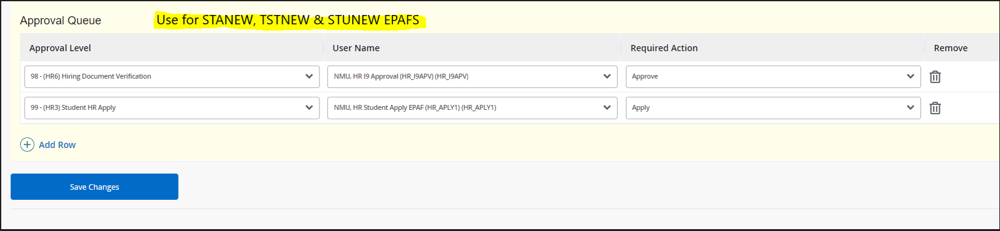 Approval Queue Use for STANEW, TSTNEW & STUNEW EPAFS
Approval Level User Name Required Action Remove
98 - (HR6) Hiring Document Verification NMU, HR I9 Approval (HR_I9APV) (HR_I9APV) Approve
99 - (HR3) Student HR Apply NMU, HR Student Apply EPAF (HR_APLY1) (HR_APLY1) Apply
Add Row
Save Changes